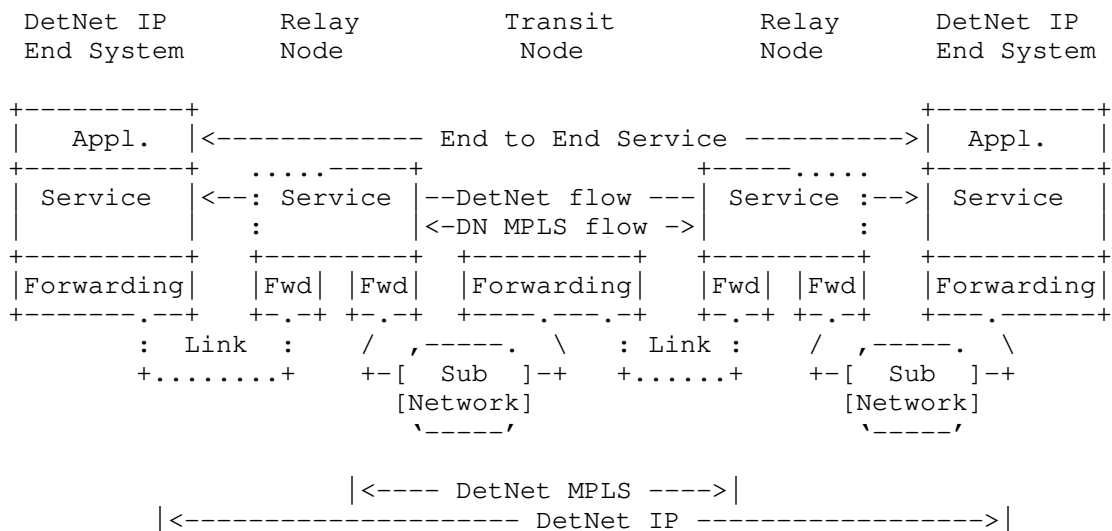 DetNet IP Relay Transit Relay DetNet IP
End System Node Node Node End System
Appl. <------------ End to End Service ----------> Appl.
Service <--: Service --DetNet flow --- Service :--> Service
<-DN MPLS flow ->
Forwarding Fwd Fwd Forwarding Fwd Fwd Forwarding
Link Link
Sub Sub
[Network] [Network]
|<---- DetNet MPLS ---->|
|<--------------------- DetNet IP ------------------>|